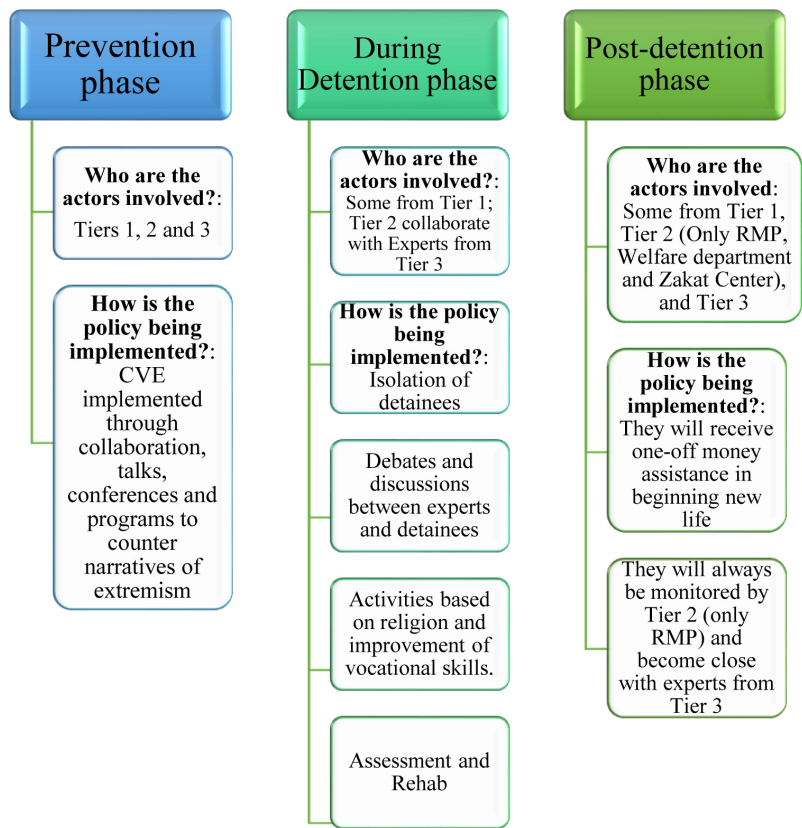 Prevention
phase
Who are the
actors involved?:
Tiers 1, 2 and 3
How is the
policy being
implemented?:
CVE
implemented
through
collaboration,
talks,
conferences and
programs to
counter
narratives of
extremism
During
Detention phase
Who are the
actors involved?:
Some from Tier 1;
Tier 2 collaborate
with Experts from
Tier 3
How is the policy
being
implemented?:
Isolation of
detainees
Debates and
discussions
between experts
and detainees
Activities based
on religion and
improvement of
vocational skills.
Assessment and
Rehab
Post-detention
phase
Who are the
actors involved:
Some from Tier 1,
Tier 2 (Only RMP,
Welfare department
and Zakat Center),
and Tier 3
How is the
policy being
implemented?:
They will receive
one-off money
assistance in
beginning new
life
They will always
be monitored by
Tier 2 (only
RMP) and
become close
with experts from
Tier 3